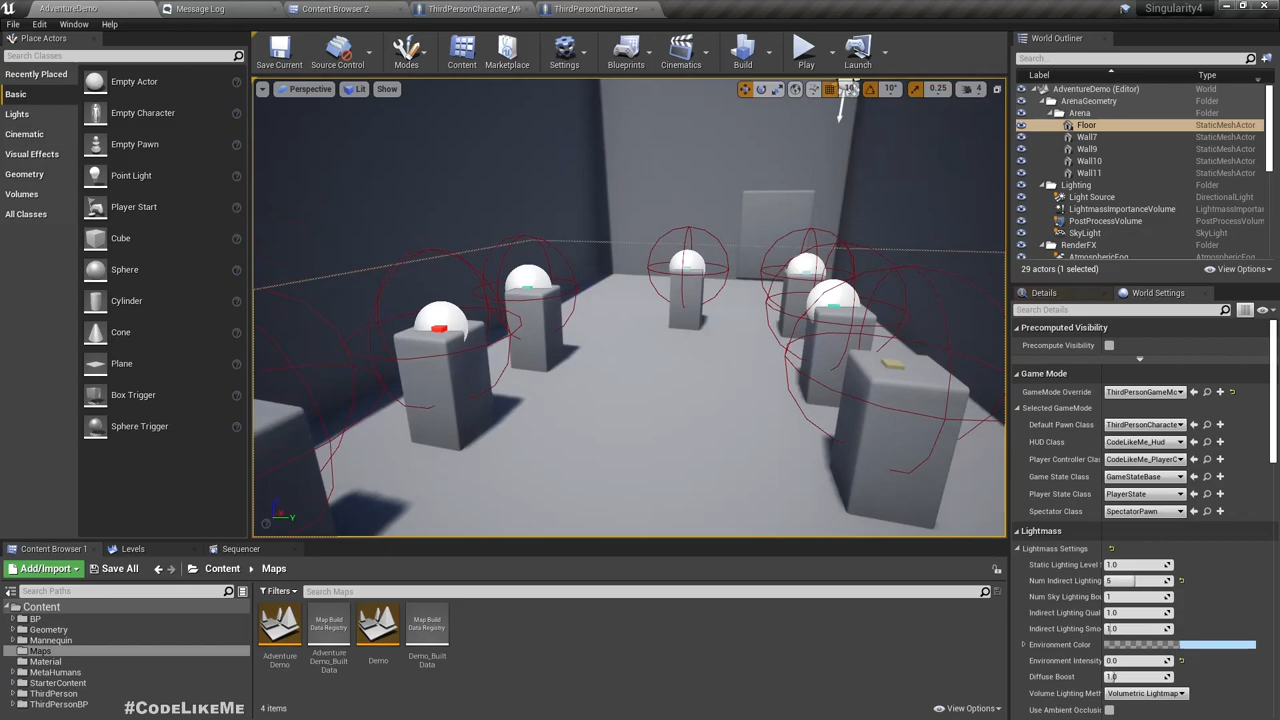 AdventureDemo
Message Log
Content Browser 2
ThirdPersonCharacter_M
ThirdPersonCharacter*
Singularity4
File Edit Window Help
Place Actors
Search Classes
Recently Placed
Basic
Lights
Cinematic
Visual Effects
Geometry
Volumes
All Classes
Empty Actor
Empty Character
Empty Pawn
Point Light
Player Start
Cube
Sphere
Cylinder
Cone
Plane
Box Trigger
Sphere Trigger
Save Current Source Control Modes Content Marketplace Settings Blueprints Cinematics Build Play Launch
Perspective Lit Show
10 10° 0.25 4
World Outliner
Search...
Label Type
AdventureDemo (Editor) World
ArenaGeometry Folder
Arena Folder
Floor StaticMeshActor
Wall7 StaticMeshActor
Wall9 StaticMeshActor
Wall10 StaticMeshActor
Wall11 StaticMeshActor
Lighting Folder
Light Source DirectionalLight
LightmassImportanceVolume LightmassImporta
PostProcessVolume PostProcessVolume
SkyLight SkyLight
RenderFX Folder
AtmosphericFog AtmosphericFog
29 actors (1 selected) View Options
Details World Settings
Search Details
Precomputed Visibility
Precompute Visibility
Game Mode
GameMode Override ThirdPersonGameMo
Selected GameMode
Default Pawn Class ThirdPersonCharacte
HUD Class CodeLikeMe_Hud
Player Controller Clas CodeLikeMe_PlayerC
Game State Class GameStateBase
Player State Class PlayerState
Spectator Class SpectatorPawn
Lightmass
Lightmass Settings
Static Lighting Level 1.0
Num Indirect Lighting 5
Num Sky Lighting Bou 1
Indirect Lighting Qual 1.0
Indirect Lighting Smo 1.0
Environment Color
Environment Intensity 0.0
Diffuse Boost 1.0
Volume Lighting Meth Volumetric Lightmap
Use Ambient Occlusi
Content Browser 1 Levels Sequencer
Add/Import Save All Content Maps
Search Paths
Filters Search Maps
Content
BP
Geometry
Mannequin
Maps
Material
MetaHumans
StarterContent
ThirdPerson
ThirdPersonBP
Map Build Data Registry
Map Build Data Registry
Adventure Demo
Adventure Demo_Built Data
Demo
Demo_Built Data
4 items View Options
#CODELIKEME
Z X Y